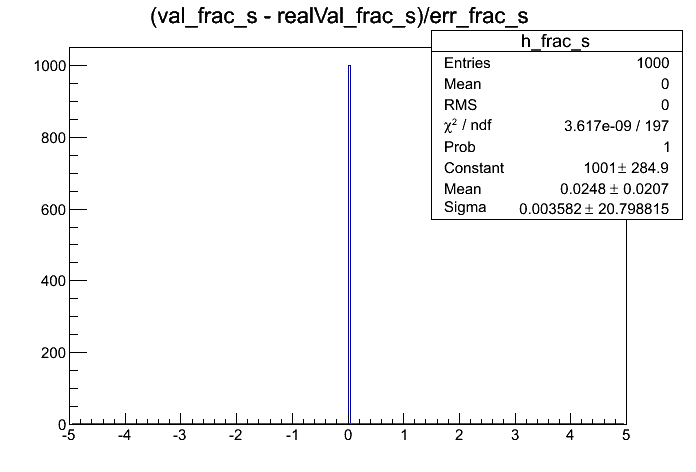 (val_frac_s - realVal_frac_s)/err_frac_s
h_frac_s
Entries 1000
Mean 0
RMS 0
χ² / ndf 3.617e-09 / 197
Prob 1
Constant 1001 ± 284.9
Mean 0.0248 ± 0.0207
Sigma 0.003582 ± 20.798815
1000
800
600
400
200
0
-5 -4 -3 -2 -1 0 1 2 3 4 5